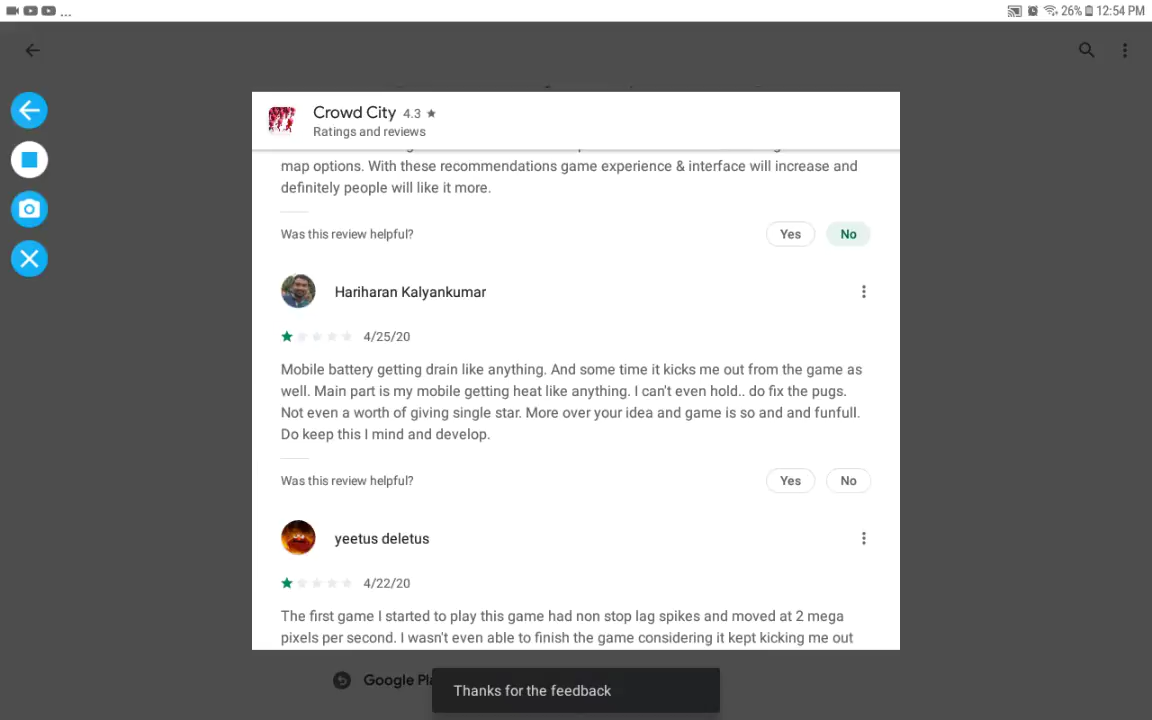 ...
26% 12:54 PM
Crowd City 4.3 ★
Ratings and reviews
map options. With these recommendations game experience & interface will increase and
definitely people will like it more.
Was this review helpful?
Yes
No
Hariharan Kalyankumar
4/25/20
Mobile battery getting drain like anything. And some time it kicks me out from the game as
well. Main part is my mobile getting heat like anything. I can't even hold.. do fix the pugs.
Not even a worth of giving single star. More over your idea and game is so and and funfull.
Do keep this I mind and develop.
Was this review helpful?
Yes
No
yeetus deletus
4/22/20
The first game I started to play this game had non stop lag spikes and moved at 2 mega
pixels per second. I wasn't even able to finish the game considering it kept kicking me out
Google Pla
Thanks for the feedback